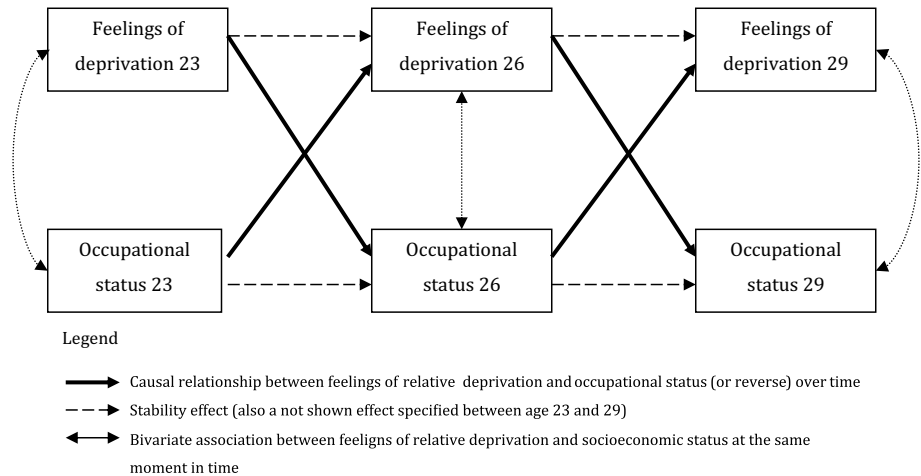 Feelings of
deprivation 23
Feelings of
deprivation 26
Feelings of
deprivation 29
Occupational
status 23
Occupational
status 26
Occupational
status 29
Legend
Causal relationship between feelings of relative deprivation and occupational status (or reverse) over time
Stability effect (also a not shown effect specified between age 23 and 29)
Bivariate association between feeligns of relative deprivation and socioeconomic status at the same
moment in time